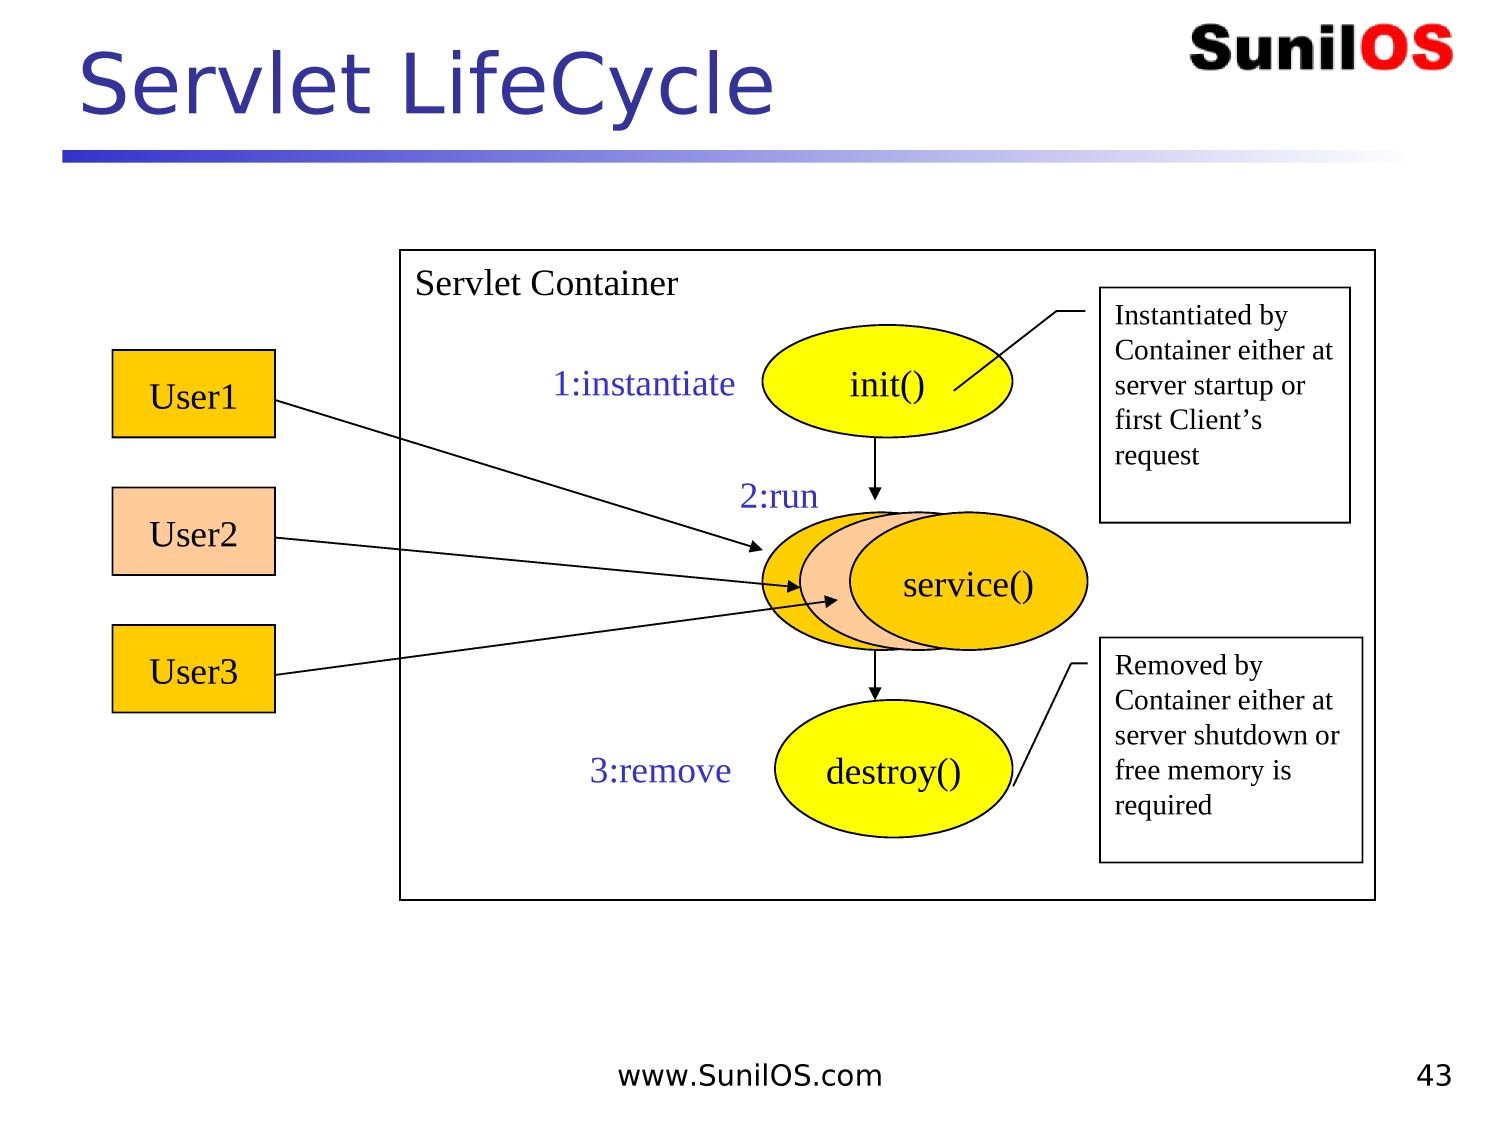 Servlet LifeCycle
SunilOS
Servlet Container
Instantiated by
Container either at
server startup or
first Client’s
request
init()
1:instantiate
User1
2:run
User2
service()
User3
Removed by
Container either at
server shutdown or
free memory is
required
destroy()
3:remove
www.SunilOS.com
43